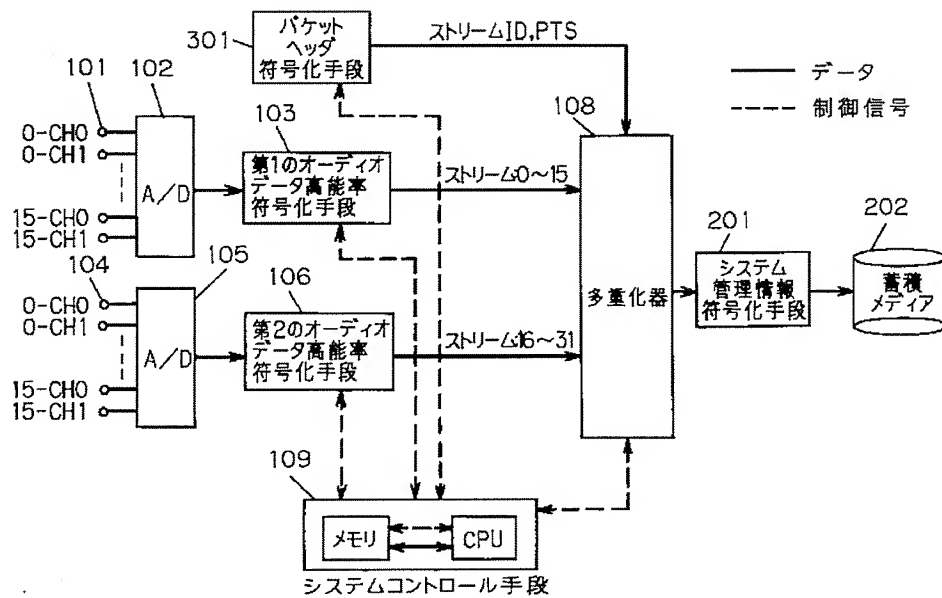 301
パケット
ヘッダ
符号化手段
ストリームID,PTS
データ
制御信号
101
102
0-CH0
0-CH1
15-CH0
15-CH1
A/D
103
第1のオーディオ
データ高能率
符号化手段
ストリーム0～15
108
多重化器
201
システム
管理情報
符号化手段
202
蓄積
メディア
104
105
0-CH0
0-CH1
15-CH0
15-CH1
A/D
106
第2のオーディオ
データ高能率
符号化手段
ストリーム16～31
109
メモリ
CPU
システムコントロール手段